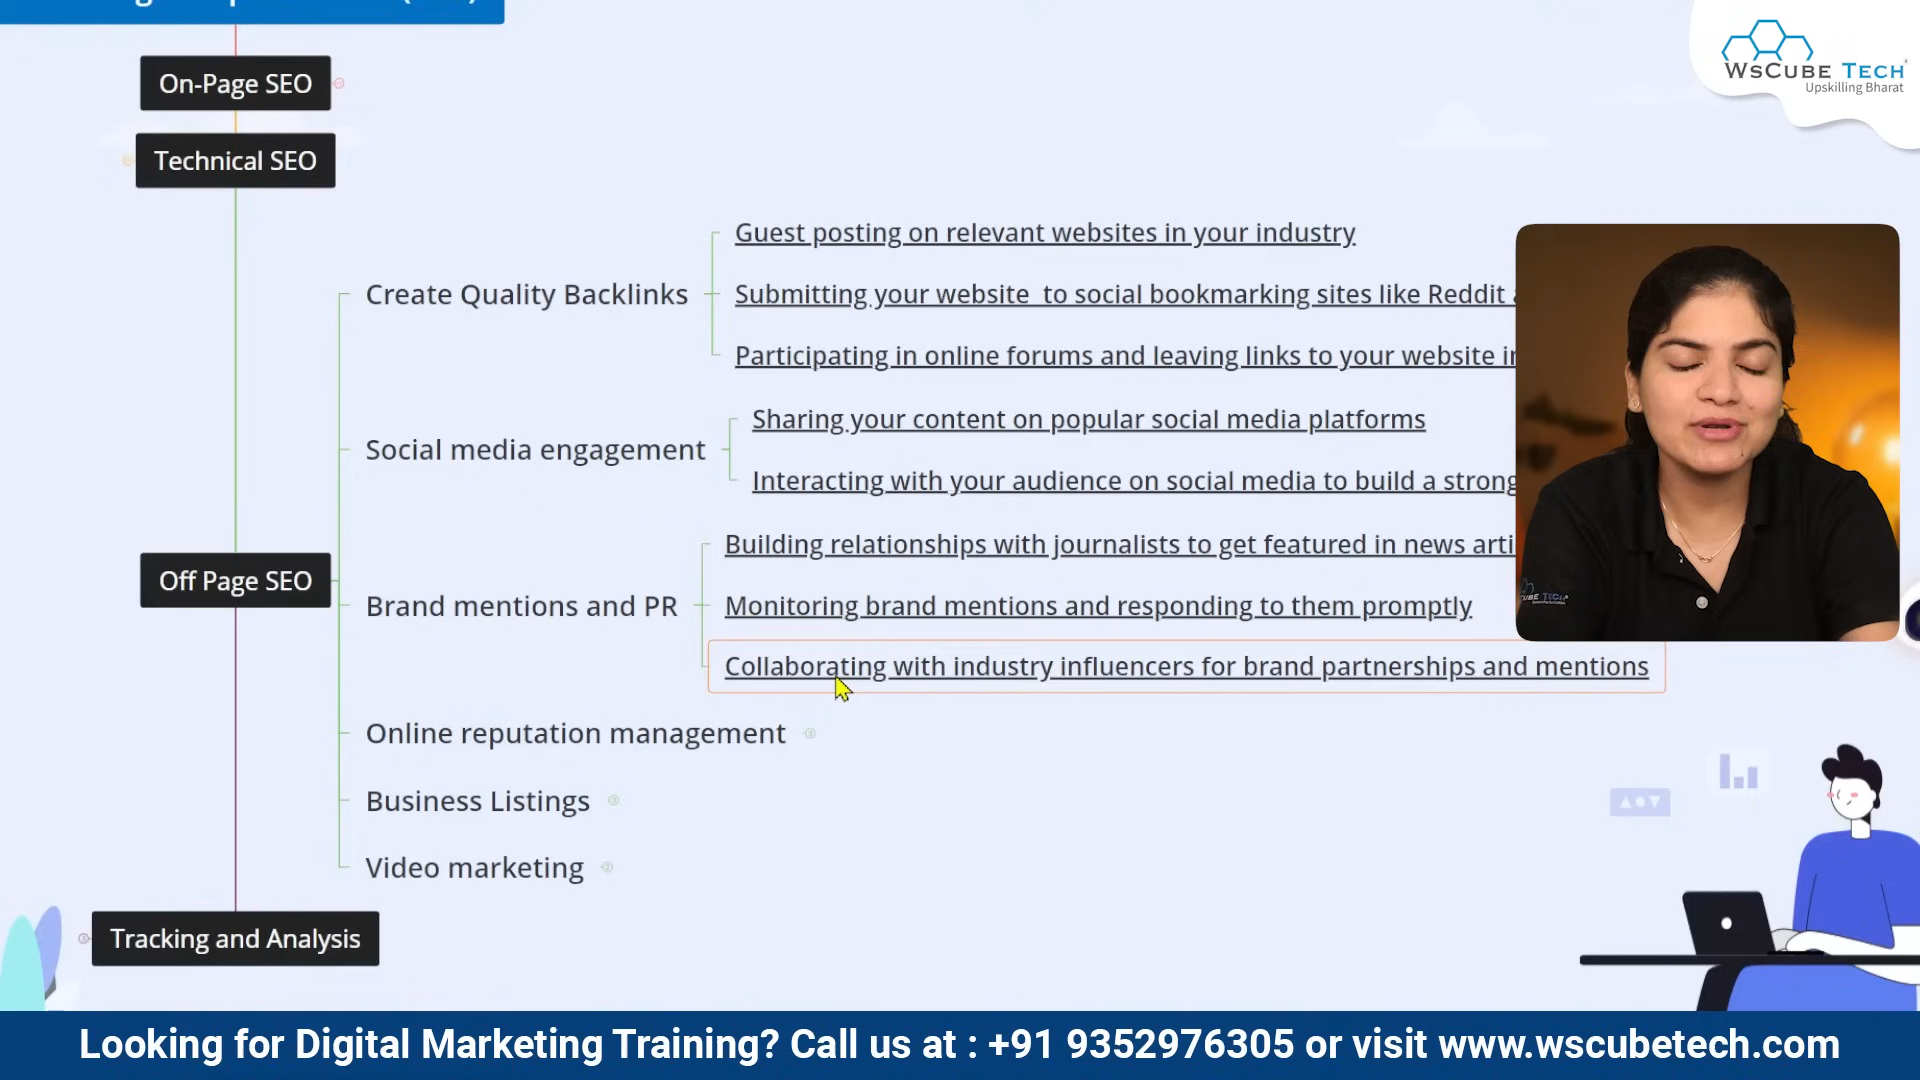 WsCube Tech
Upskilling Bharat
On-Page SEO
Technical SEO
Off Page SEO
Create Quality Backlinks
Guest posting on relevant websites in your industry
Submitting your website to social bookmarking sites like Reddit
Participating in online forums and leaving links to your website
Social media engagement
Sharing your content on popular social media platforms
Interacting with your audience on social media to build a strong
Brand mentions and PR
Building relationships with journalists to get featured in news
Monitoring brand mentions and responding to them promptly
Collaborating with industry influencers for brand partnerships and mentions
Online reputation management
Business Listings
Video marketing
Tracking and Analysis
Looking for Digital Marketing Training? Call us at : +91 9352976305 or visit www.wscubetech.com